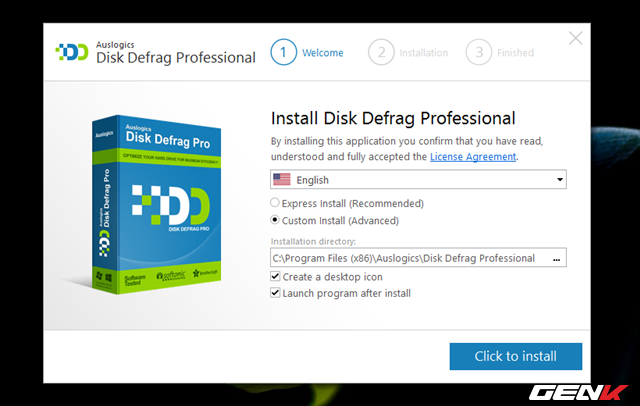 Auslogics
Disk Defrag Professional
1 Welcome
2 Installation
3 Finished
Install Disk Defrag Professional
By installing this application you confirm that you have read,
understood and fully accepted the License Agreement.
English
Express Install (Recommended)
Custom Install (Advanced)
Installation directory:
C:\Program Files (x86)\Auslogics\Disk Defrag Professional ...
Create a desktop icon
Launch program after install
Click to install
Auslogics
Disk Defrag Pro
OPTIMIZE YOUR HARD DRIVE FOR MAXIMUM EFFICIENCY
DISK DEFRAG PRO
Disk Defrag Pro
Auslogics
Software
Tested
softonic
GENK